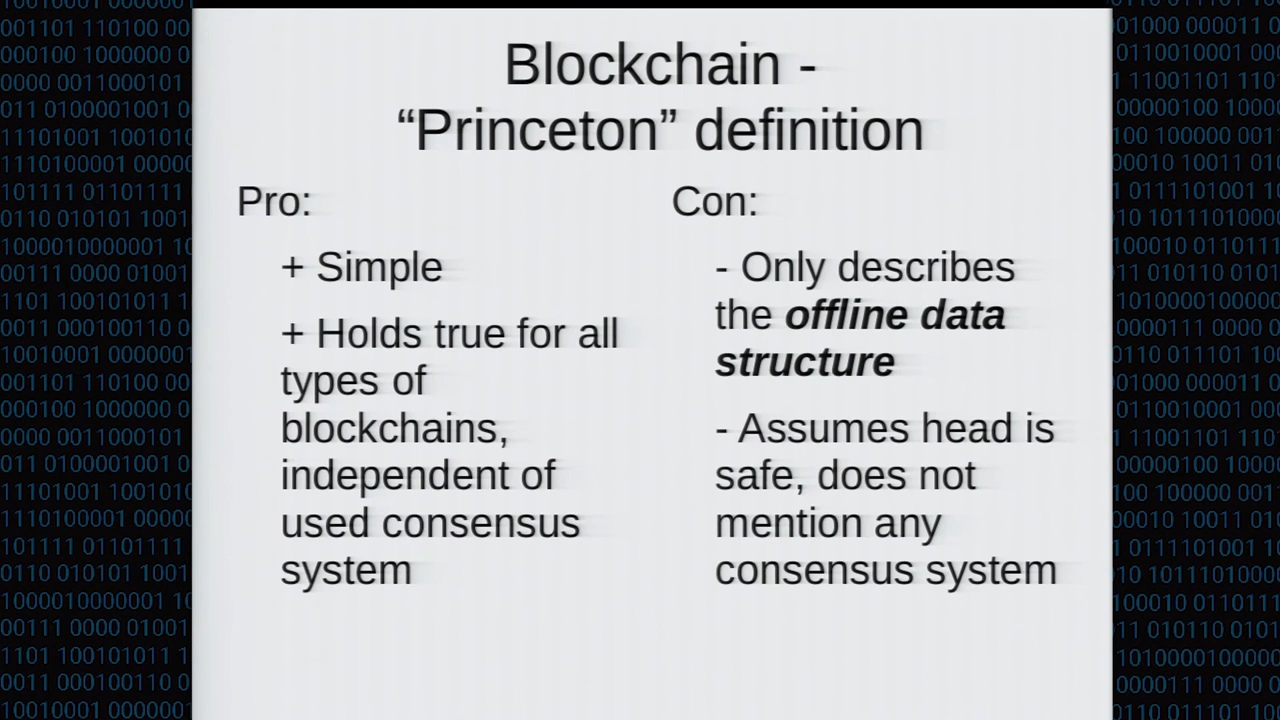 Blockchain -
“Princeton” definition
Pro:
+ Simple
+ Holds true for all
types of
blockchains,
independent of
used consensus
system
Con:
- Only describes
the offline data
structure
- Assumes head is
safe, does not
mention any
consensus system